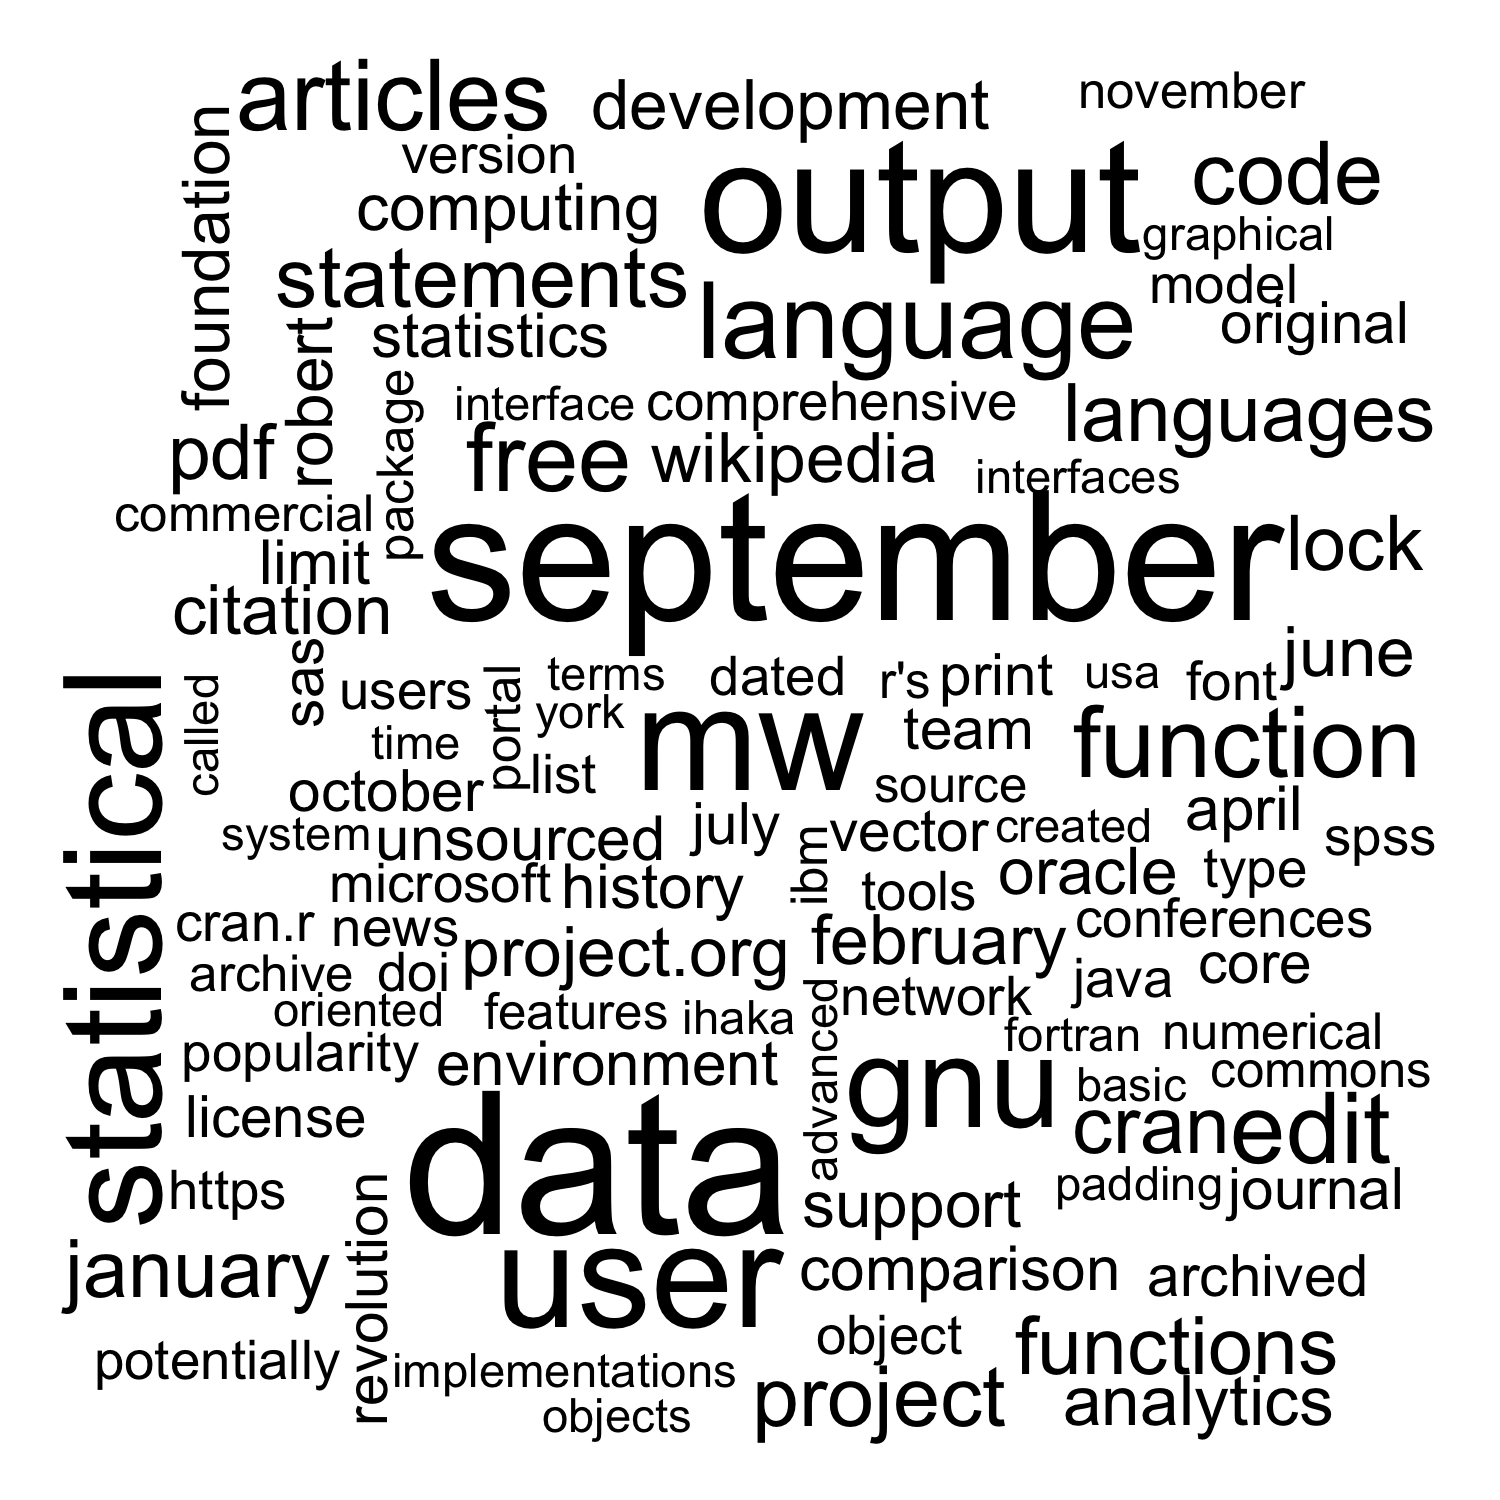 articles
development
november
foundation
version
output
code
computing
graphical
statements
model
language
original
robert
statistics
package
interface
comprehensive
languages
pdf
free
wikipedia
interfaces
commercial
september
lock
limit
citation
june
sas
statistical
called
users
portal
terms
dated
r's
print
usa
font
york
mw
team
function
time
list
october
source
april
system
unsourced
july
ibm
vector
created
spss
microsoft
history
tools
oracle
type
cran.r
news
project.org
february
conferences
archive
doi
java
core
oriented
features
ihaka
advanced
network
fortran
numerical
popularity
environment
gnu
basic
commons
license
data
cran
edit
https
revolution
support
padding
journal
january
user
comparison
archived
potentially
object
functions
implementations
project
analytics
objects